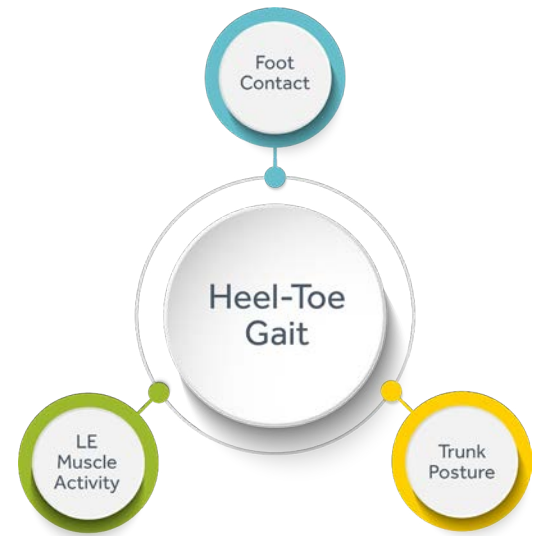 Foot
Contact
Heel-Toe
Gait
LE
Muscle
Activity
Trunk
Posture